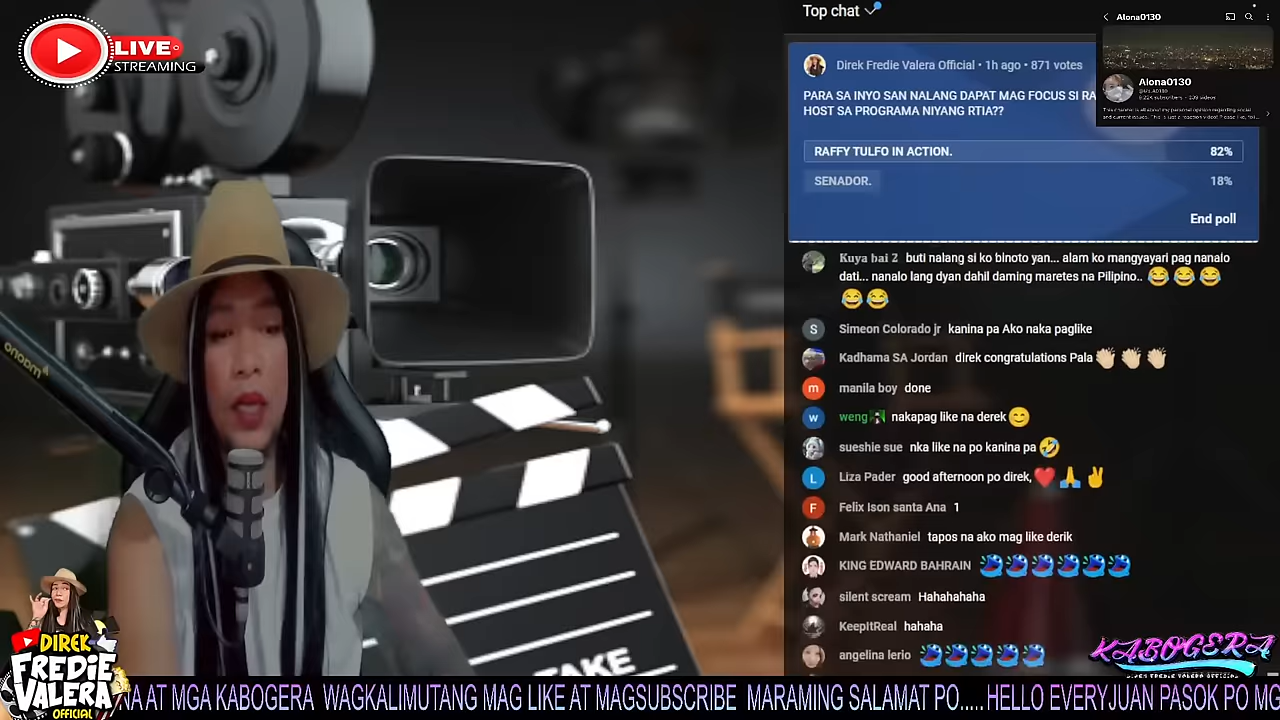 LIVE
STREAMING
maono
TAKE
DIREK
FREDIE
VALERA
OFFICIAL
Top chat
Alona0130
Alona0130
Direk Fredie Valera Official • 1h ago • 871 votes
PARA SA INYO SAN NALANG DAPAT MAG FOCUS SI RA
HOST SA PROGRAMA NIYANG RTIA??
RAFFY TULFO IN ACTION. 82%
SENADOR. 18%
End poll
Kuya bai 2 buti nalang si ko binoto yan... alam ko mangyayari pag nanalo
dati... nanalo lang dyan dahil daming maretes na Pilipino.. 😂😂😂
😂😂
S Simeon Colorado jr kanina pa Ako naka paglike
Kadhama SA Jordan direk congratulations Pala👏🏻👏🏻👏🏻
m manila boy done
w weng nakapag like na derek😊
sueshie sue nka like na po kanina pa🤣
L Liza Pader good afternoon po direk,❤️🙏✌️
F Felix Ison santa Ana 1
Mark Nathaniel tapos na ako mag like derik
KING EDWARD BAHRAIN
silent scream Hahahahaha
KeepItReal hahaha
angelina lerio
KABOGERA
NA AT MGA KABOGERA WAGKALIMUTANG MAG LIKE AT MAGSUBSCRIBE MARAMING SALAMAT PO..... HELLO EVERYJUAN PASOK PO MG